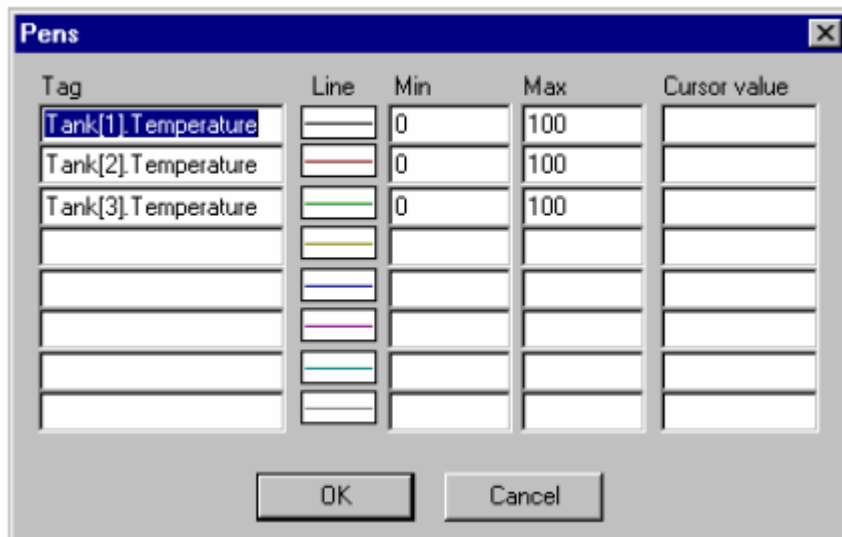 Pens
Tag Line Min Max Cursor value
Tank[1].Temperature 0 100
Tank[2].Temperature 0 100
Tank[3].Temperature 0 100
OK Cancel